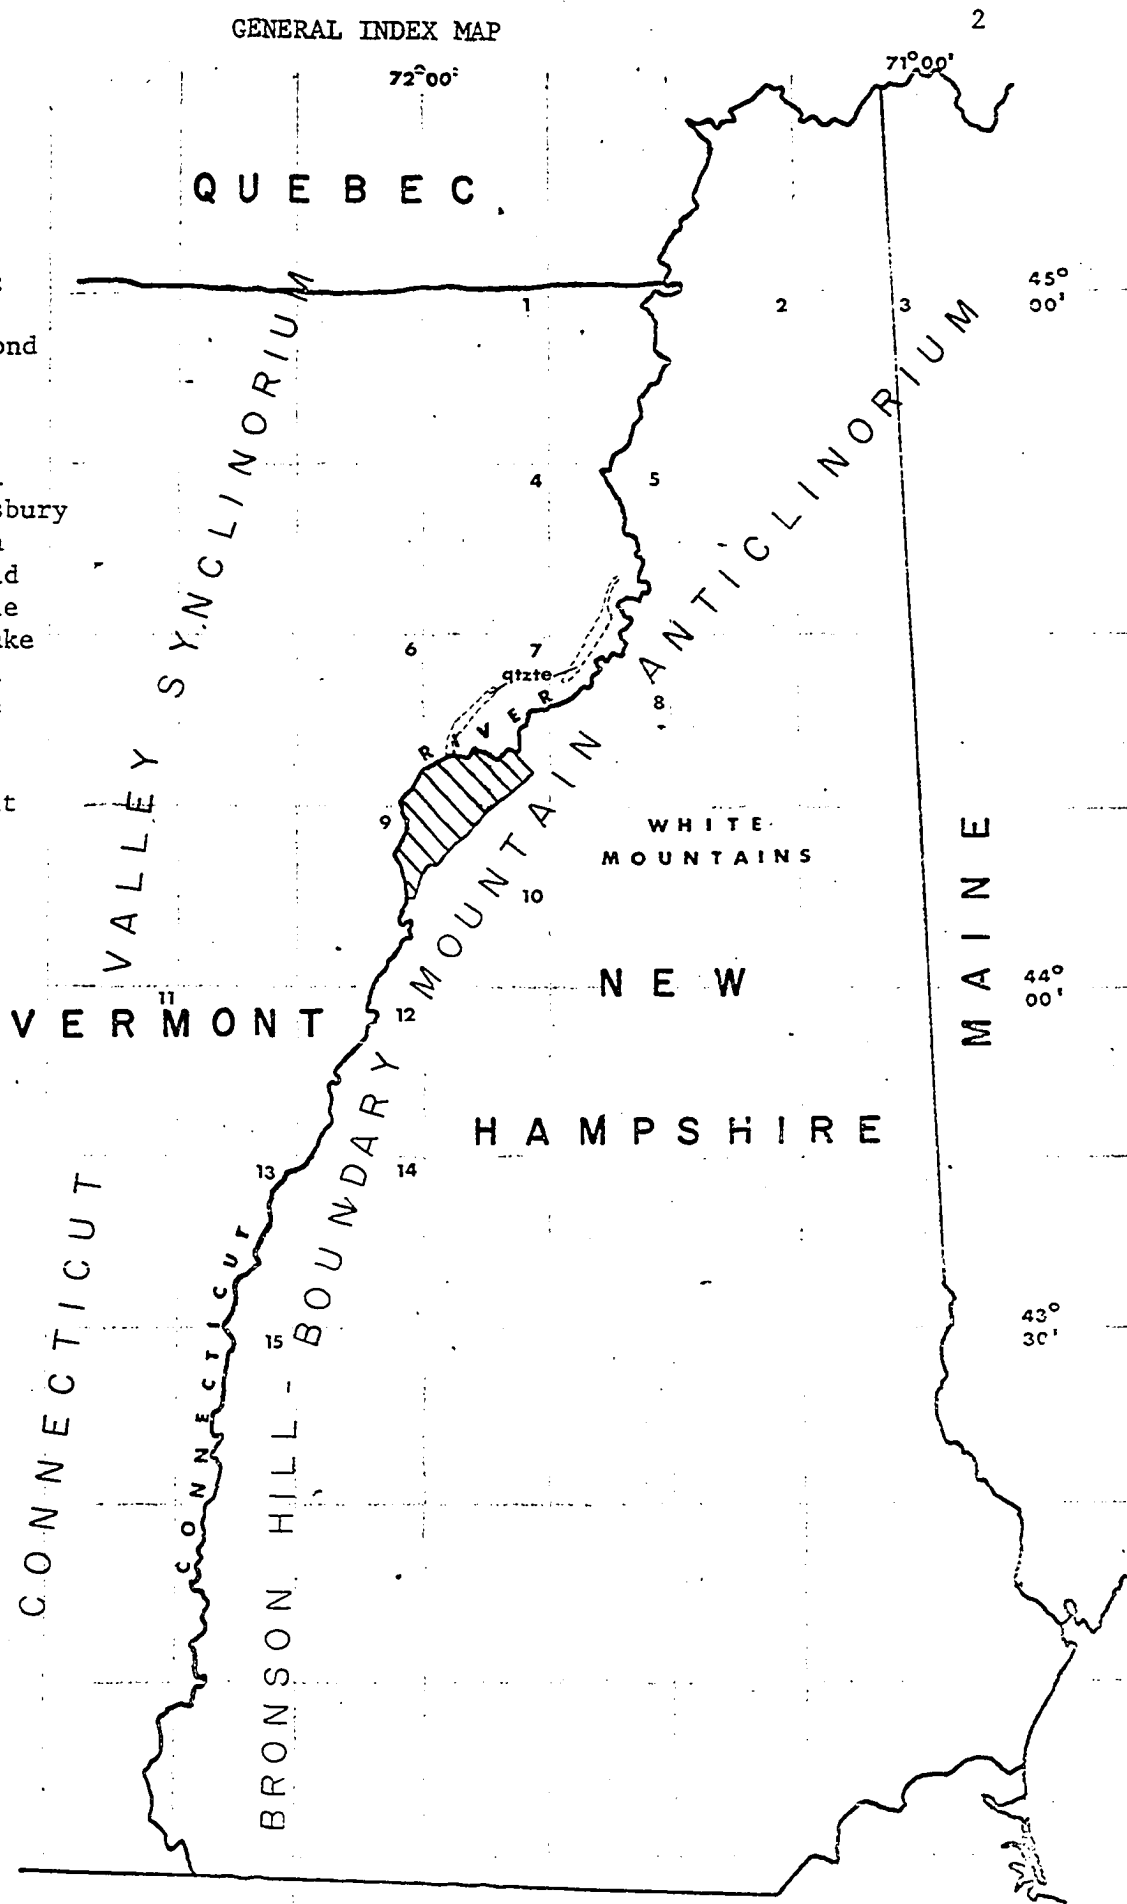 GENERAL INDEX MAP
2
72°00'
71°00'
QUEBEC
45°
00'
1
2
3
ond
4
5
sbury
d
e
ke
6
7
qtzte
8
RIVER
t
9
WHITE
MOUNTAINS
10
MAINE
NEW
44°
00'
11
VERMONT
12
HAMPSHIRE
13
14
43°
30'
15
CONNECTICUT
CONNECTICUT VALLEY SYNCLINORIUM
BRONSON HILL - BOUNDARY MOUNTAIN ANTICLINORIUM